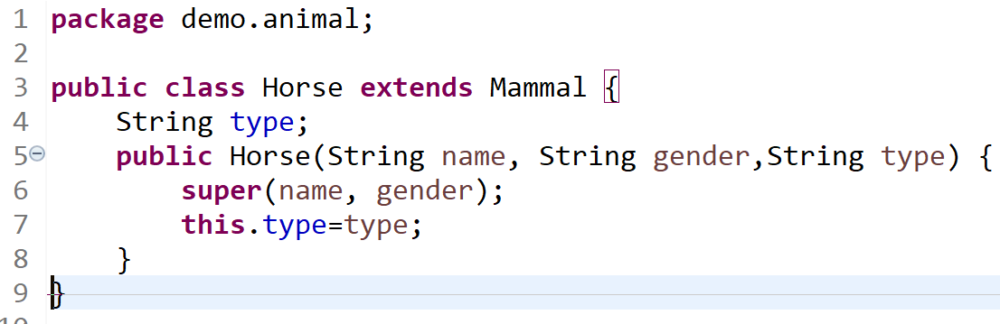 1 package demo.animal;
2
3 public class Horse extends Mammal {
4     String type;
5     public Horse(String name, String gender,String type) {
6         super(name, gender);
7         this.type=type;
8     }
9 }
10